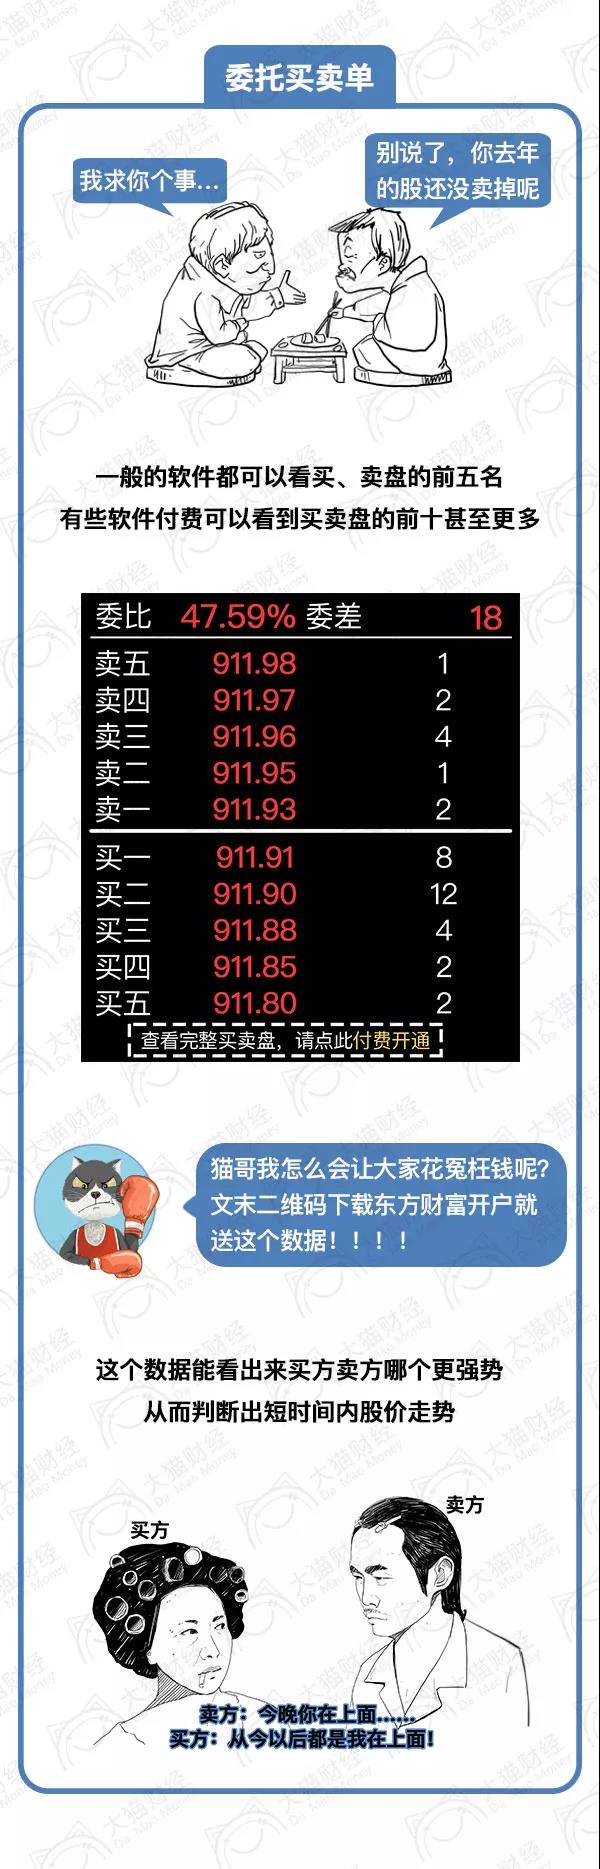 委托买卖单
我求你个事...
别说了，你去年
的股还没卖掉呢
一般的软件都可以看买、卖盘的前五名
有些软件付费可以看到买卖盘的前十甚至更多
委比 47.59% 委差 18
卖五 911.98 1
卖四 911.97 2
卖三 911.96 4
卖二 911.95 1
卖一 911.93 2
买一 911.91 8
买二 911.90 12
买三 911.88 4
买四 911.85 2
买五 911.80 2
查看完整买卖盘，请点此付费开通
猫哥我怎么会让大家花冤枉钱呢?
文末二维码下载东方财富开户就
送这个数据！！！！
这个数据能看出来买方卖方哪个更强势
从而判断出短时间内股价走势
卖方
买方
卖方：今晚你在上面......
买方：从今以后都是我在上面!
大猫财经
Da Mao Money